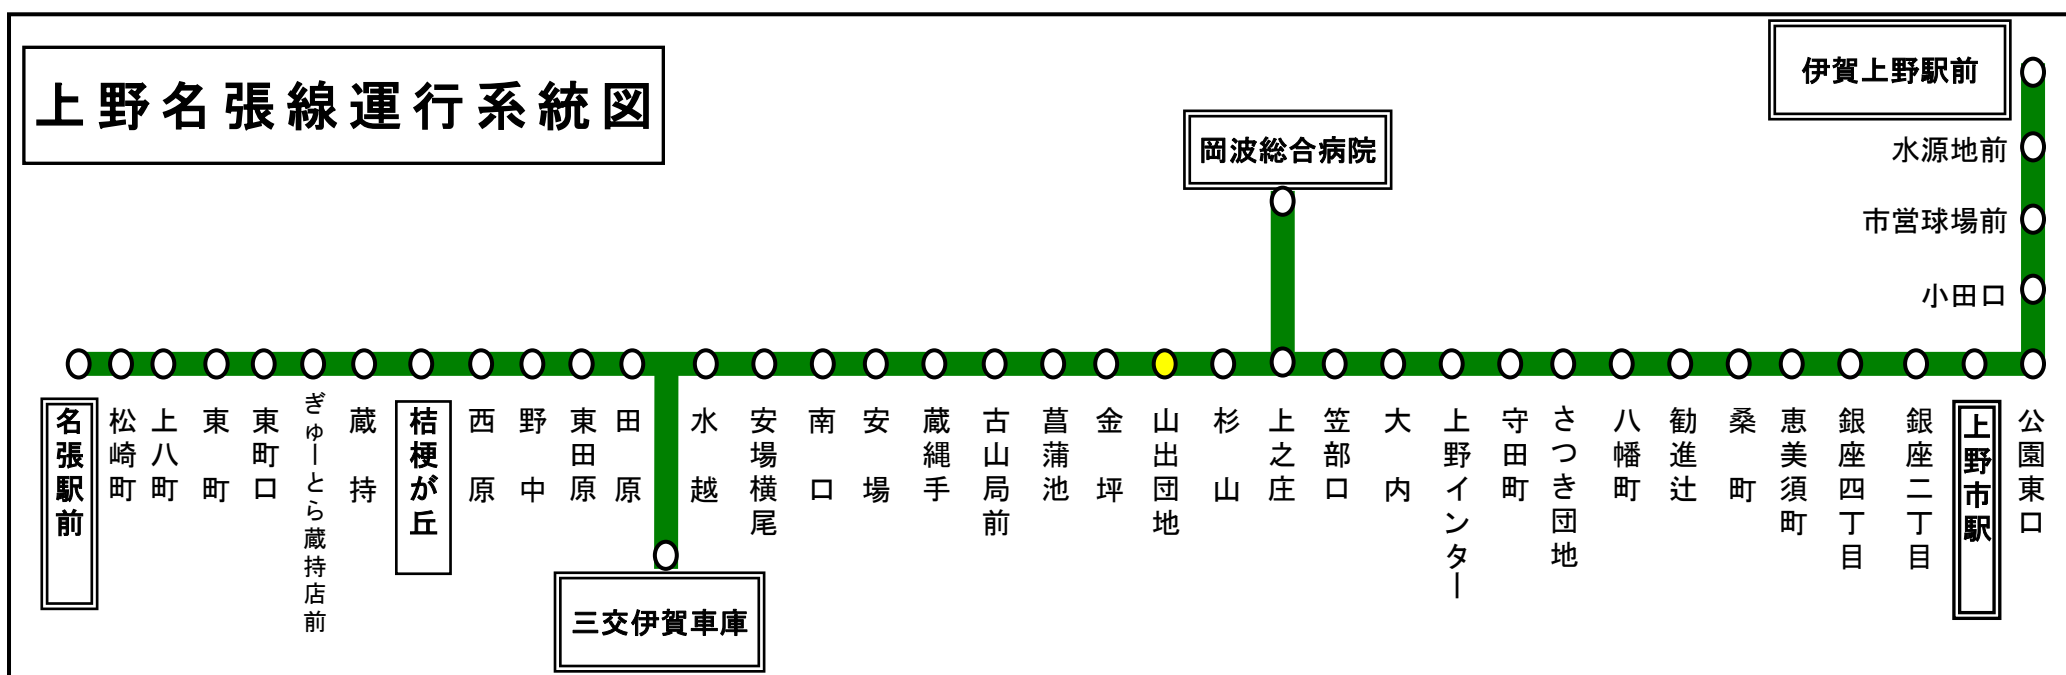 上野名張線運行系統図
伊賀上野駅前
岡波総合病院
水源地前
市営球場前
小田口
名張駅前
松崎町
上八町
東町
東町口
ぎゅーとら蔵持店前
蔵持
桔梗が丘
西原
野中
東田原
田原
水越
安場横尾
南口
安場
蔵縄手
古山局前
菖蒲池
金坪
山出団地
杉山
上之庄
笠部口
大内
上野インター
守田町
さつき団地
八幡町
勧進辻
桑町
恵美須町
銀座四丁目
銀座二丁目
上野市駅
公園東口
三交伊賀車庫